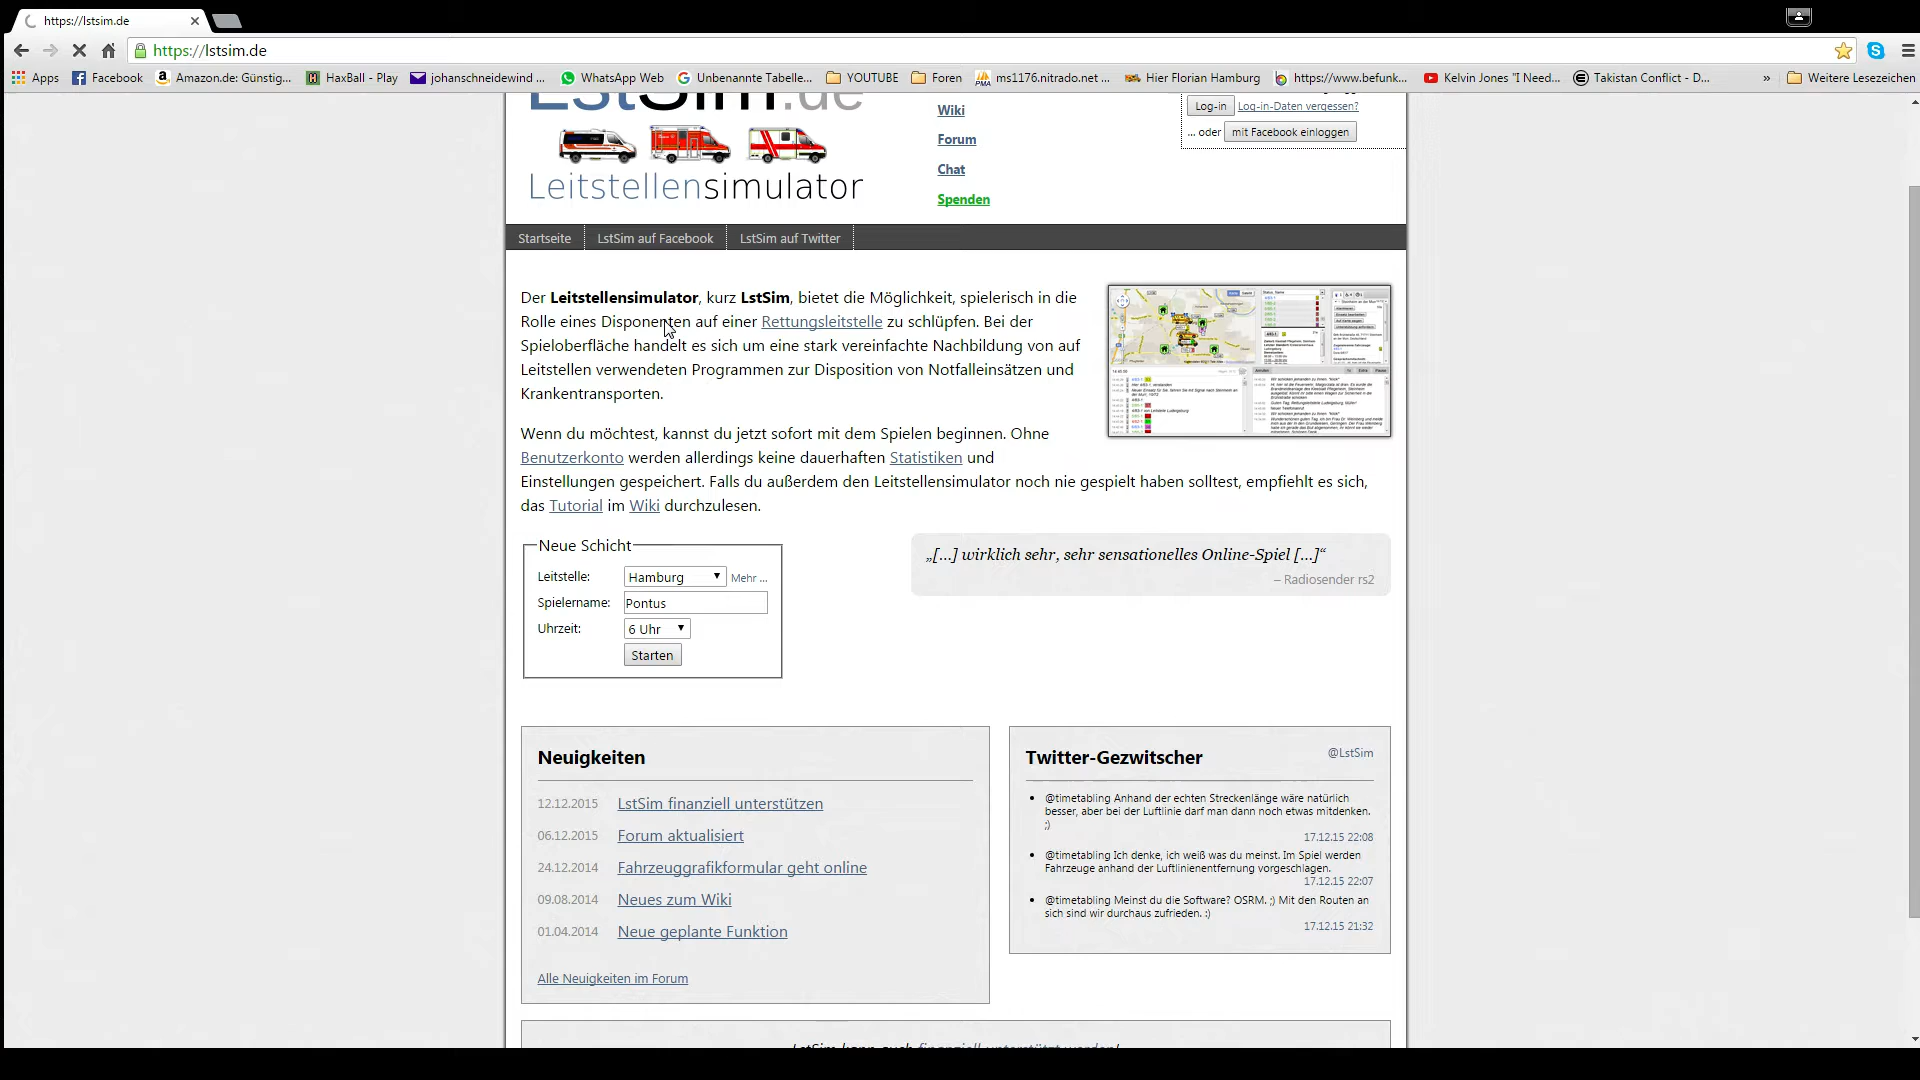 https://lstsim.de
https://lstsim.de
Apps Facebook Amazon.de: Günstig... HaxBall - Play johanschneidewind ... WhatsApp Web Unbenannte Tabelle... YOUTUBE Foren ms1176.nitrado.net ... Hier Florian Hamburg https://www.befunk... Kelvin Jones "I Need... Takistan Conflict - D... » Weitere Lesezeichen
LstSim.de
Leitstellensimulator
Wiki
Forum
Chat
Spenden
Log-in Log-in-Daten vergessen?
... oder mit Facebook einloggen
Startseite LstSim auf Facebook LstSim auf Twitter
Der Leitstellensimulator, kurz LstSim, bietet die Möglichkeit, spielerisch in die
Rolle eines Disponenten auf einer Rettungsleitstelle zu schlüpfen. Bei der
Spieloberfläche handelt es sich um eine stark vereinfachte Nachbildung von auf
Leitstellen verwendeten Programmen zur Disposition von Notfalleinsätzen und
Krankentransporten.
Wenn du möchtest, kannst du jetzt sofort mit dem Spielen beginnen. Ohne
Benutzerkonto werden allerdings keine dauerhaften Statistiken und
Einstellungen gespeichert. Falls du außerdem den Leitstellensimulator noch nie gespielt haben solltest, empfiehlt es sich,
das Tutorial im Wiki durchzulesen.
Neue Schicht
Leitstelle: Hamburg Mehr ...
Spielername: Pontus
Uhrzeit: 6 Uhr
Starten
„[...] wirklich sehr, sehr sensationelles Online-Spiel [...]“
– Radiosender rs2
Neuigkeiten
12.12.2015 LstSim finanziell unterstützen
06.12.2015 Forum aktualisiert
24.12.2014 Fahrzeuggrafikformular geht online
09.08.2014 Neues zum Wiki
01.04.2014 Neue geplante Funktion
Alle Neuigkeiten im Forum
Twitter-Gezwitscher @LstSim
@timetabling Anhand der echten Streckenlänge wäre natürlich
besser, aber bei der Luftlinie darf man dann noch etwas mitdenken.
;)
17.12.15 22:08
@timetabling Ich denke, ich weiß was du meinst. Im Spiel werden
Fahrzeuge anhand der Luftlinienentfernung vorgeschlagen.
17.12.15 22:07
@timetabling Meinst du die Software? OSRM. ;) Mit den Routen an
sich sind wir durchaus zufrieden. :)
17.12.15 21:32
LstSim kann auch finanziell unterstützt werden!